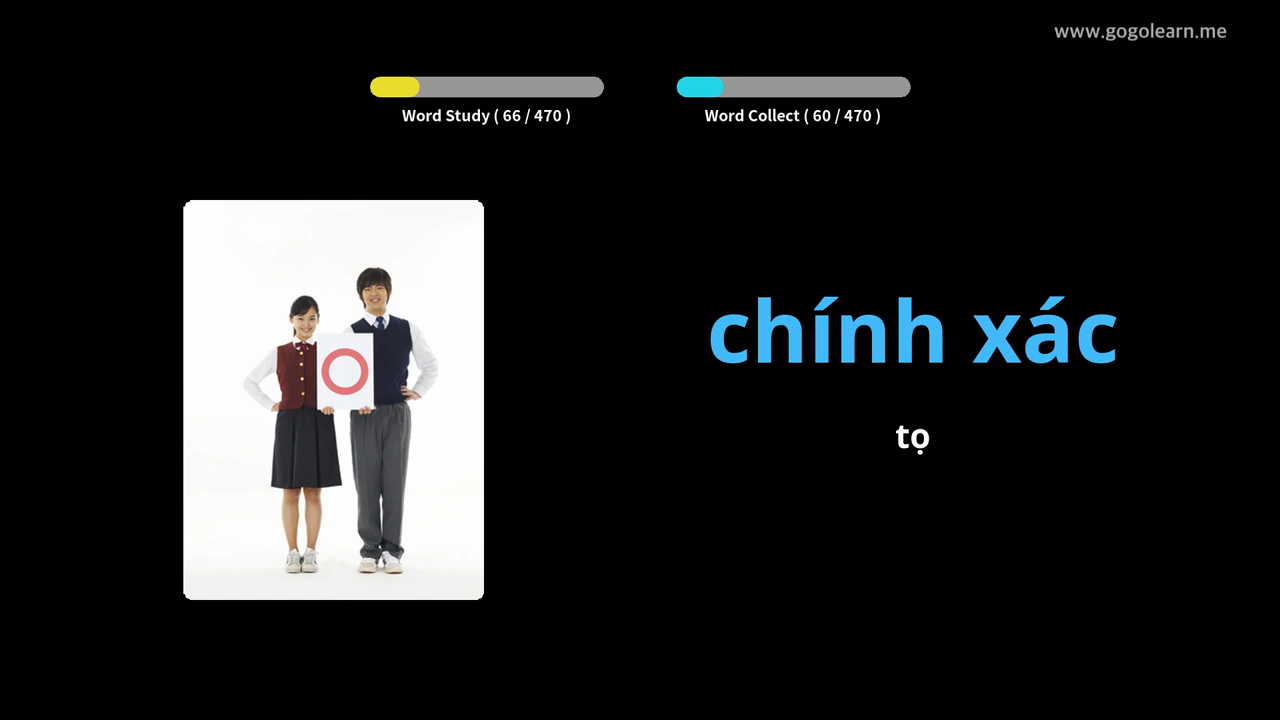 www.gogolearn.me
Word Study ( 66 / 470 )
Word Collect ( 60 / 470 )
chính xác
tọ